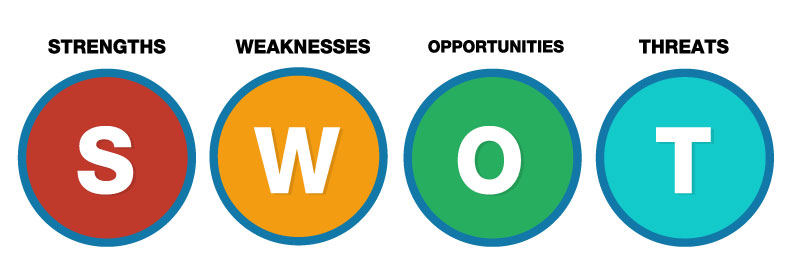 STRENGTHS WEAKNESSES OPPORTUNITIES THREATS
S W O T